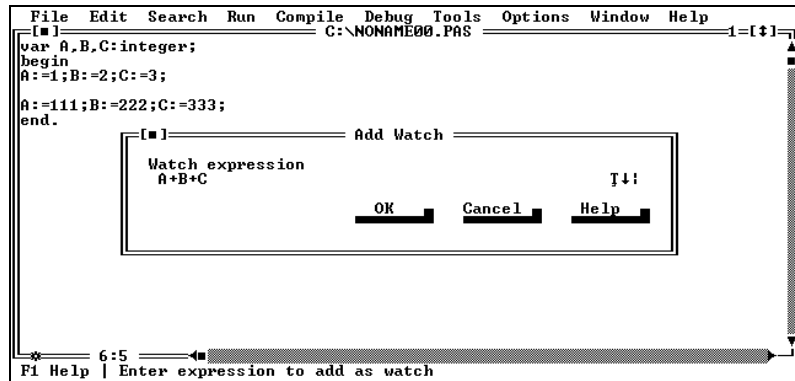 File Edit Search Run Compile Debug Tools Options Window Help
[■] C:\NONAME00.PAS 1=[↕]
var A,B,C:integer;
begin
A:=1;B:=2;C:=3;
A:=111;B:=222;C:=333;
end.
[■] Add Watch
Watch expression
A+B+C
OK Cancel Help
6:5
F1 Help | Enter expression to add as watch